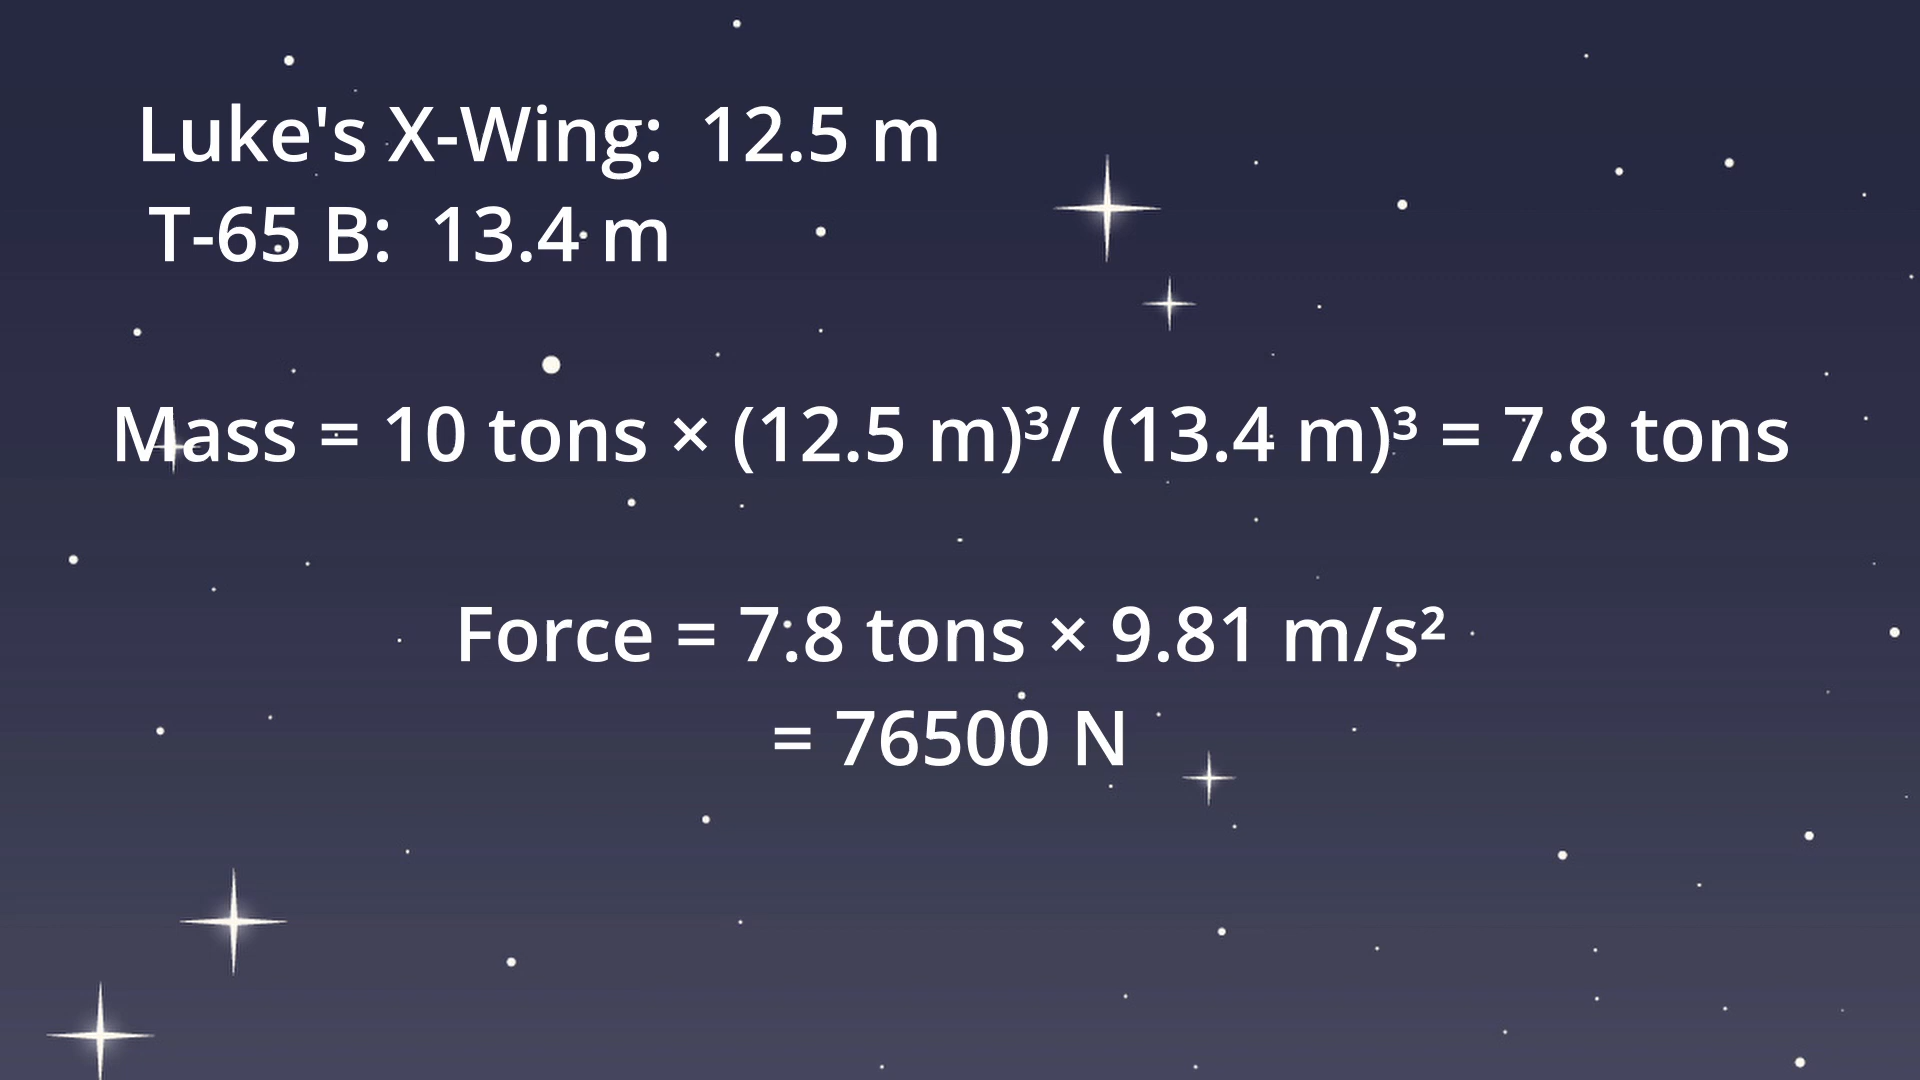 Luke's X-Wing: 12.5 m
T-65 B: 13.4 m
Mass = 10 tons × (12.5 m)³/ (13.4 m)³ = 7.8 tons
Force = 7.8 tons × 9.81 m/s²
= 76500 N